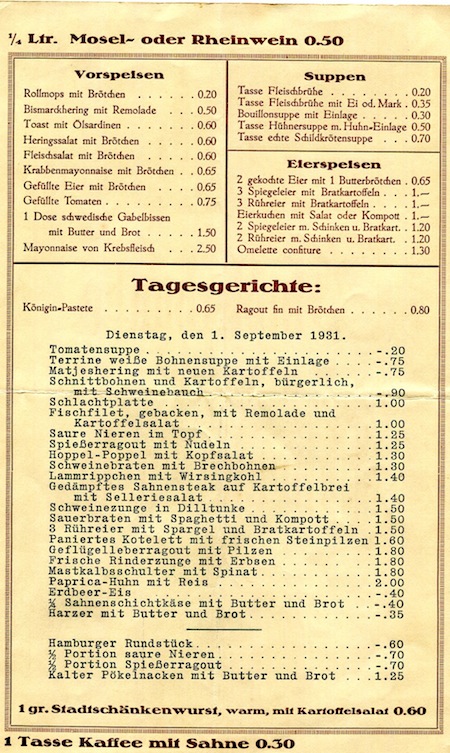 1/4 Ltr. Mosel- oder Rheinwein 0.50
Vorspeisen
Rollmops mit Brötchen . . . . . . . 0.20
Bismarckhering mit Remolade . . . 0.50
Toast mit Ölsardinen . . . . . . . 0.60
Heringssalat mit Brötchen . . . . . 0.60
Fleischsalat mit Brötchen . . . . . 0.60
Krabbenmayonnaise mit Brötchen . . 0.65
Gefüllte Eier mit Brötchen . . . . . 0.65
Gefüllte Tomaten . . . . . . . . . 0.75
1 Dose schwedische Gabelbissen
mit Butter und Brot . . . . . 1.50
Mayonnaise von Krebsfleisch . . . . 2.50
Suppen
Tasse Fleischbrühe . . . . . . . . 0.20
Tasse Fleischbrühe mit Ei od. Mark . 0.35
Bouillonsuppe mit Einlage . . . . . 0.30
Tasse Hühnersuppe m. Huhn-Einlage 0.50
Tasse echte Schildkrötensuppe . . . 0.70
Eierspeisen
2 gekochte Eier mit 1 Butterbrötchen . 0.65
3 Spiegeleier mit Bratkartoffeln . . . 1.—
3 Rühreier mit Bratkartoffeln . . . . 1.—
Eierkuchen mit Salat oder Kompott . 1.—
2 Spiegeleier m. Schinken u. Bratkart. . 1.20
2 Rühreier m. Schinken u. Bratkart. . 1.20
Omelette confiture . . . . . . . . 1.30
Tagesgerichte:
Königin-Pastete . . . . . . . 0.65 Ragout fin mit Brötchen . . . . 0.80
Dienstag, den 1. September 1931.
Tomatensuppe . . . . . . . . . . -.20
Terrine weiße Bohnensuppe mit Einlage . . . -.75
Matjeshering mit neuen Kartoffeln . . . . -.75
Schnittbohnen und Kartoffeln, bürgerlich,
mit Schweinebauch . . . . . . . -.90
Schlachtplatte . . . . . . . . . 1.00
Fischfilet, gebacken, mit Remolade und
Kartoffelsalat . . . . . . . . 1.00
Saure Nieren im Topf . . . . . . . 1.25
Spießerragout mit Nudeln . . . . . . 1.25
Hoppel-Poppel mit Kopfsalat . . . . . 1.30
Schweinebraten mit Brechbohnen . . . . 1.30
Lammrippchen mit Wirsingkohl . . . . . 1.40
Gedämpftes Sahnensteak auf Kartoffelbrei
mit Selleriesalat . . . . . . . 1.40
Schweinezunge in Dilltunke . . . . . 1.50
Sauerbraten mit Spaghetti und Kompott . . 1.50
3 Rühreier mit Spargel und Bratkartoffeln . 1.50
Paniertes Kotelett mit frischen Steinpilzen 1.60
Geflügelleberragout mit Pilzen . . . . 1.80
Frische Rinderzunge mit Erbsen . . . . 1.80
Mastkalbsschulter mit Spinat . . . . . 1.80
Paprica-Huhn mit Reis . . . . . . . 2.00
Erdbeer-Eis . . . . . . . . . . -.40
1/2 Sahnenschichtkäse mit Butter und Brot . . -.40
Harzer mit Butter und Brot . . . . . . -.35
Hamburger Rundstück . . . . . . . . -.60
1/2 Portion saure Nieren . . . . . . . -.70
1/2 Portion Spießerragout . . . . . . . -.70
Kalter Pökelnacken mit Butter und Brot . . 1.25
1 gr. Stadtschänkenwurst, warm, mit Kartoffelsalat 0.60
1 Tasse Kaffee mit Sahne 0.30